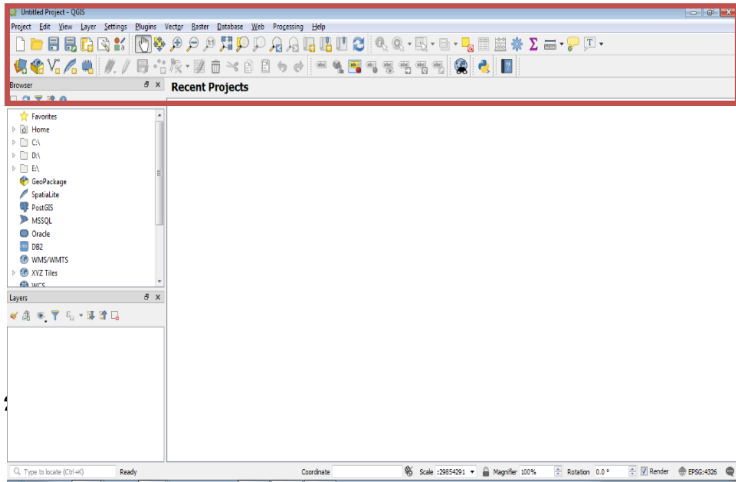 Untitled Project - QGIS
Project Edit View Layer Settings Plugins Vector Raster Database Web Processing Help
Browser
Recent Projects
Favorites
Home
C:\
D:\
E:\
GeoPackage
SpatiaLite
PostGIS
MSSQL
Oracle
DB2
WMS/WMTS
XYZ Tiles
WCS
Layers
Type to locate (Ctrl+K) Ready Coordinate Scale :29854291 Magnifier 100% Rotation 0.0 ° Render EPSG:4326